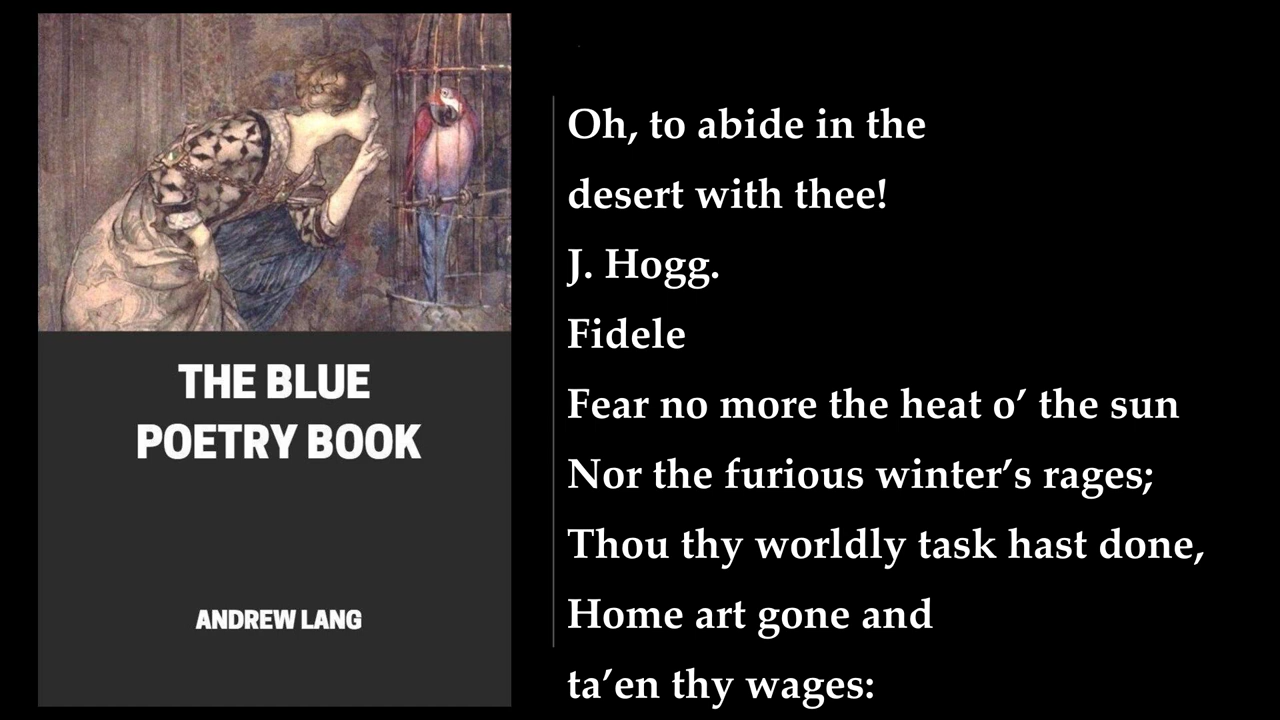 THE BLUE
POETRY BOOK
ANDREW LANG
Oh, to abide in the
desert with thee!
J. Hogg.
Fidele
Fear no more the heat o’ the sun
Nor the furious winter’s rages;
Thou thy worldly task hast done,
Home art gone and
ta’en thy wages: